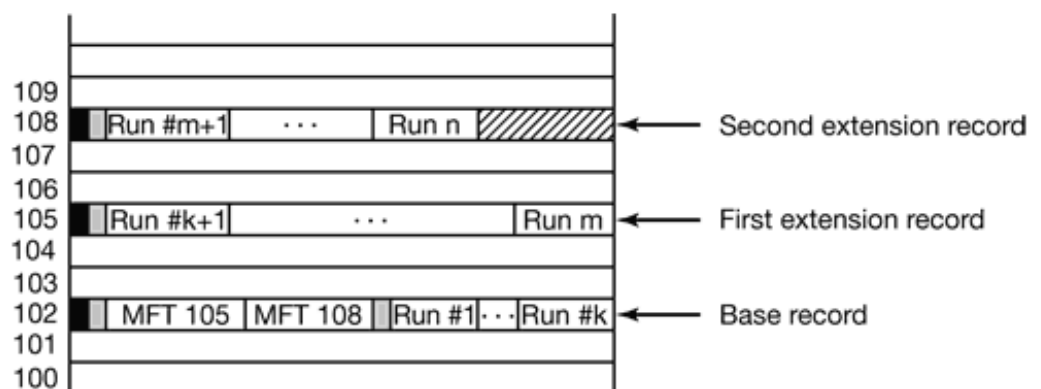 109
108 Run #m+1 ··· Run n Second extension record
107
106
105 Run #k+1 ··· Run m First extension record
104
103
102 MFT 105 MFT 108 Run #1 ··· Run #k Base record
101
100